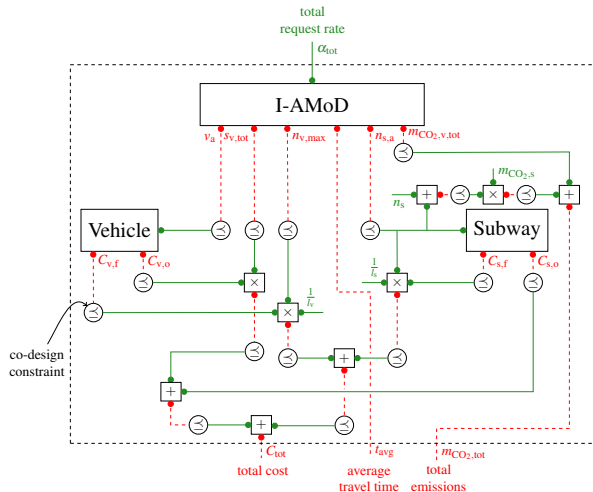 total
request rate
α_tot
I-AMoD
v_a s_v,tot n_v,max n_s,a m_CO₂,v,tot
⪯
m_CO₂,s
n_s + ⪯ × ⪯ +
Vehicle ⪯ ⪯ ⪯ ⪯ Subway
C_v,f C_v,o C_s,f C_s,o
1/l_s
⪯ × × ⪯ ⪯
1/l_v
⪯ ×
co-design
constraint
⪯ ⪯ + ⪯
+
⪯ + ⪯
C_tot t_avg m_CO₂,tot
total cost average total
travel time emissions